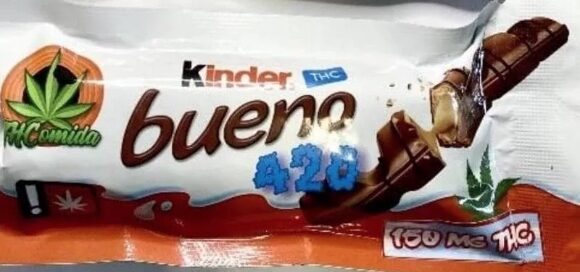 Kinder THC
bueno
420
THComida
!
150 MG THC